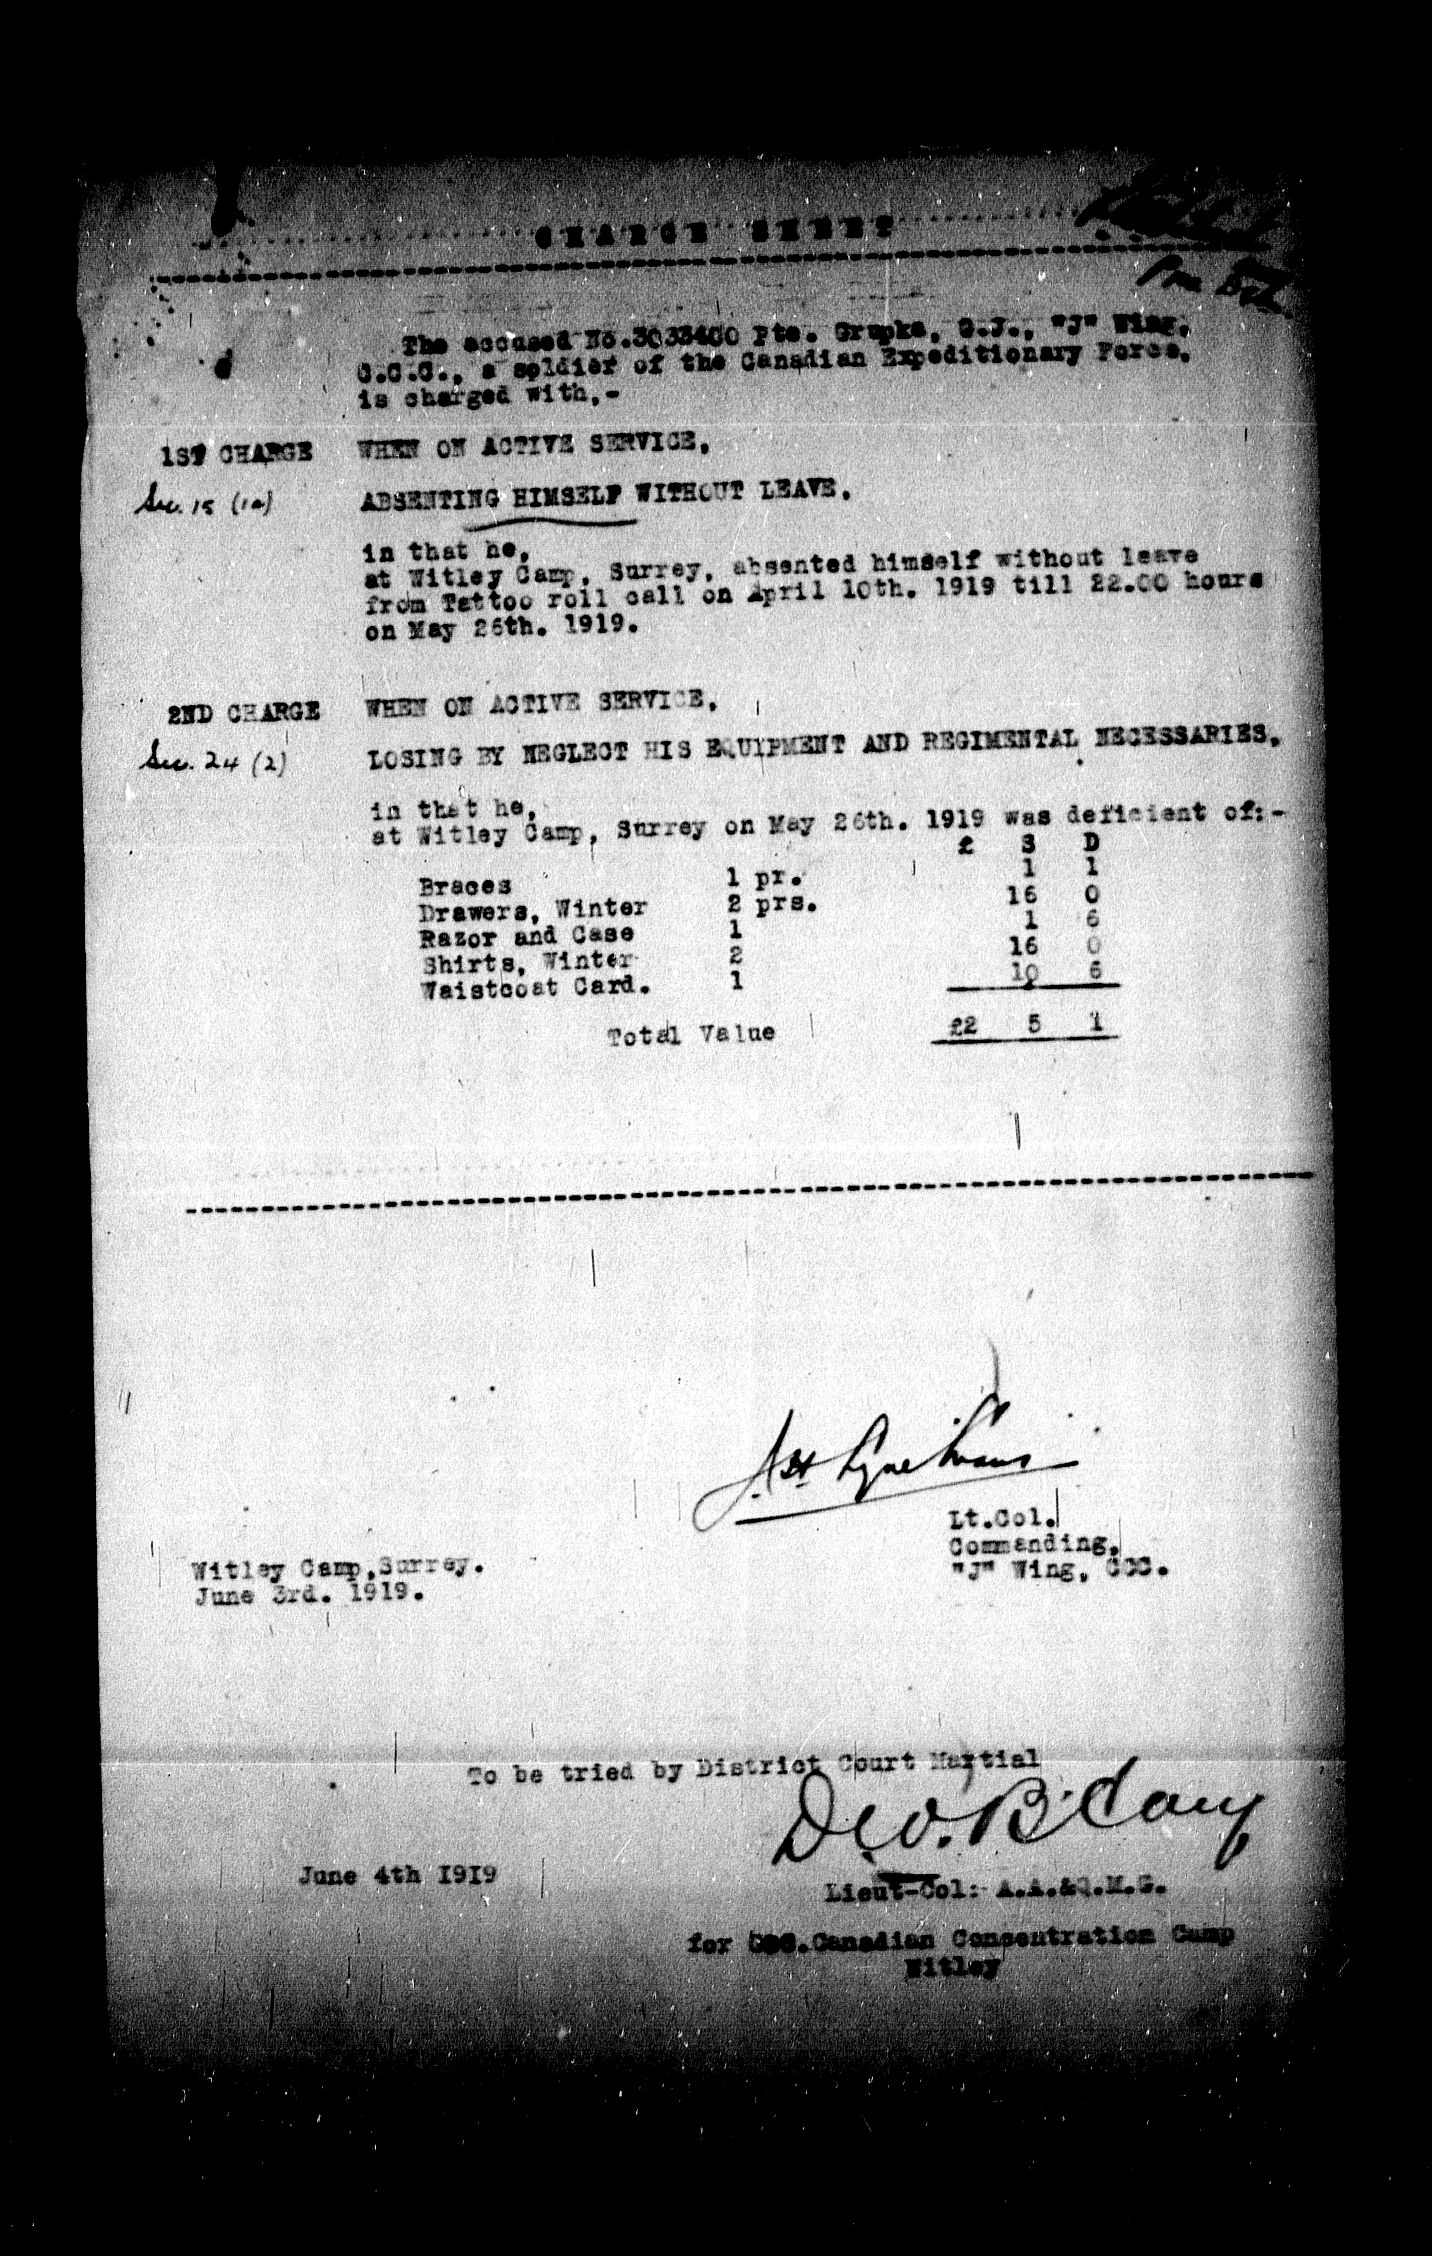 CHARGE SHEET
The accused No. Pte. G.J., "J" Wing,
C.C.C., a soldier of the Canadian Expeditionary Force,
is charged with,-
1ST CHARGE WHEN ON ACTIVE SERVICE,
Sec. 15 (1a) ABSENTING HIMSELF WITHOUT LEAVE.
in that he,
at Witley Camp, Surrey, absented himself without leave
from Tattoo roll call on April 10th. 1919 till 22.00 hours
on May 26th. 1919.
2ND CHARGE WHEN ON ACTIVE SERVICE,
Sec. 24 (2) LOSING BY NEGLECT HIS EQUIPMENT AND REGIMENTAL NECESSARIES,
in that he,
at Witley Camp, Surrey on May 26th. 1919 was deficient of:-
£ S D
Braces 1 pr. 1 1
Drawers, Winter 2 prs. 16 0
Razor and Case 1 1 6
Shirts, Winter 2 16 0
Waistcoat Card. 1 10 6
Total Value £2 5 1
Lt.Col.
Commanding,
"J" Wing, CCC.
Witley Camp,Surrey.
June 3rd. 1919.
To be tried by District Court Martial
June 4th 1919
Lieut-Col:- A.A.&Q.M.G.
for GOC.Canadian Concentration Camp
Witley